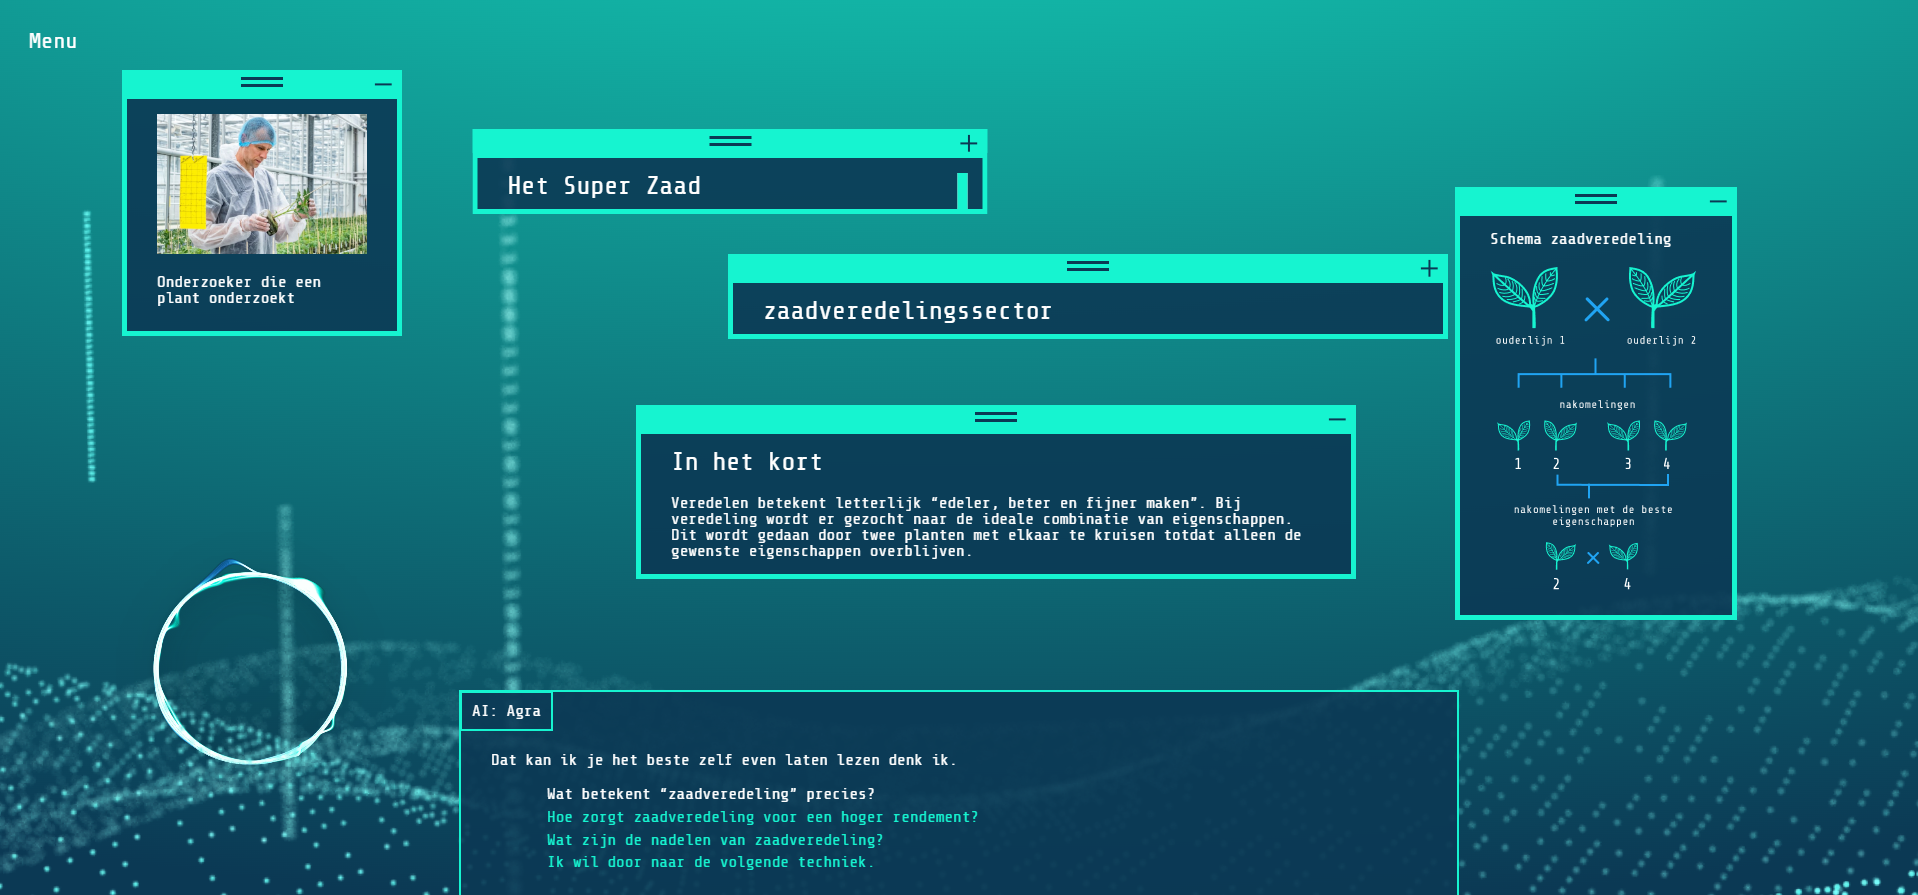 Menu
Onderzoeker die een
plant onderzoekt
Het Super Zaad
zaadveredelingssector
In het kort
Veredelen betekent letterlijk “edeler, beter en fijner maken”. Bij
veredeling wordt er gezocht naar de ideale combinatie van eigenschappen.
Dit wordt gedaan door twee planten met elkaar te kruisen totdat alleen de
gewenste eigenschappen overblijven.
Schema zaadveredeling
ouderlijn 1 ouderlijn 2
nakomelingen
1 2 3 4
nakomelingen met de beste
eigenschappen
2 4
AI: Agra
Dat kan ik je het beste zelf even laten lezen denk ik.
Wat betekent “zaadveredeling” precies?
Hoe zorgt zaadveredeling voor een hoger rendement?
Wat zijn de nadelen van zaadveredeling?
Ik wil door naar de volgende techniek.